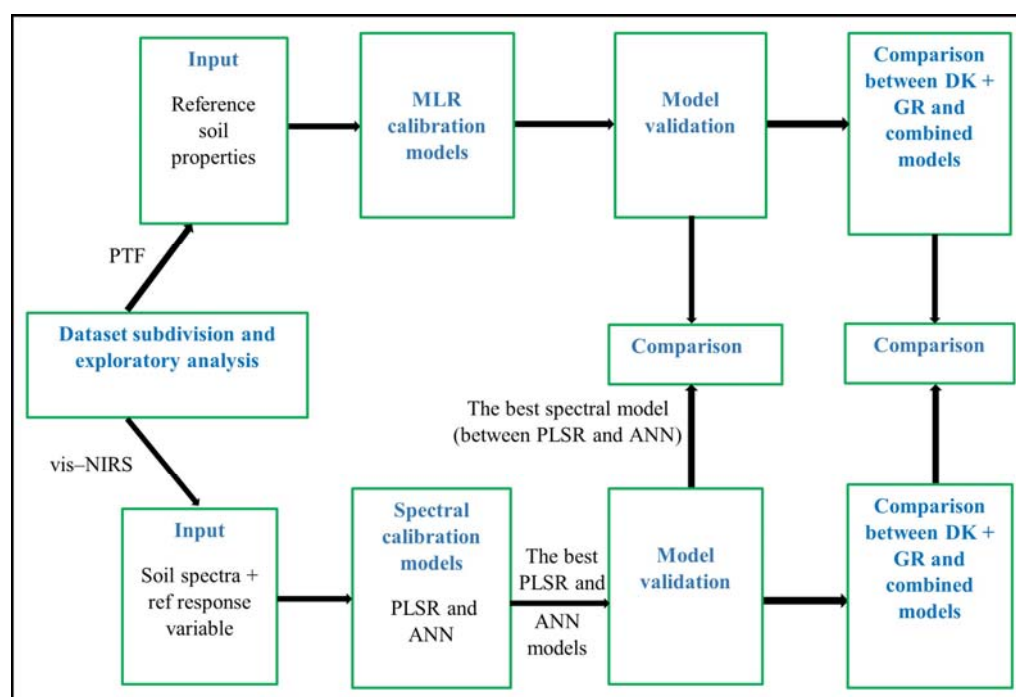 Input
Reference
soil
properties
MLR
calibration
models
Model
validation
Comparison
between DK +
GR and
combined
models
PTF
Dataset subdivision and
exploratory analysis
Comparison
Comparison
The best spectral model
(between PLSR and ANN)
vis–NIRS
Input
Soil spectra +
ref response
variable
Spectral
calibration
models
PLSR and
ANN
The best
PLSR and
ANN
models
Model
validation
Comparison
between DK +
GR and
combined
models